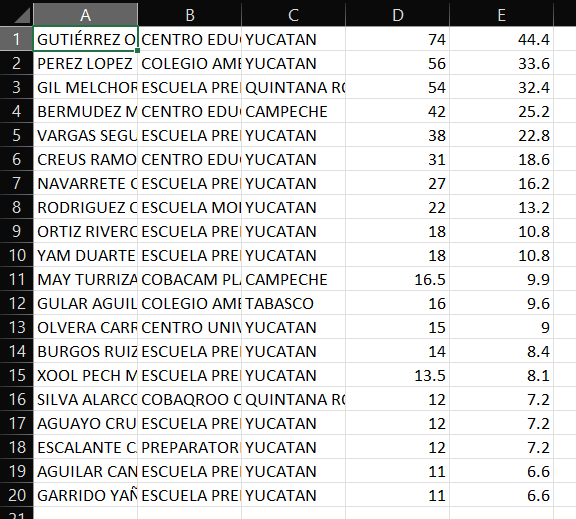 A B C D E
1 GUTIÉRREZ O CENTRO EDU YUCATAN 74 44.4
2 PEREZ LOPEZ COLEGIO AME YUCATAN 56 33.6
3 GIL MELCHOR ESCUELA PRE QUINTANA RO 54 32.4
4 BERMUDEZ M CENTRO EDU CAMPECHE 42 25.2
5 VARGAS SEGU ESCUELA PRE YUCATAN 38 22.8
6 CREUS RAMO CENTRO EDU YUCATAN 31 18.6
7 NAVARRETE C ESCUELA PRE YUCATAN 27 16.2
8 RODRIGUEZ C ESCUELA MO YUCATAN 22 13.2
9 ORTIZ RIVERO ESCUELA PRE YUCATAN 18 10.8
10 YAM DUARTE ESCUELA PRE YUCATAN 18 10.8
11 MAY TURRIZA COBACAM PLA CAMPECHE 16.5 9.9
12 GULAR AGUIL COLEGIO AME TABASCO 16 9.6
13 OLVERA CARR CENTRO UNIV YUCATAN 15 9
14 BURGOS RUIZ ESCUELA PRE YUCATAN 14 8.4
15 XOOL PECH M ESCUELA PRE YUCATAN 13.5 8.1
16 SILVA ALARCO COBAQROO C QUINTANA RO 12 7.2
17 AGUAYO CRU ESCUELA PRE YUCATAN 12 7.2
18 ESCALANTE CA PREPARATOR YUCATAN 12 7.2
19 AGUILAR CAN ESCUELA PRE YUCATAN 11 6.6
20 GARRIDO YAÑ ESCUELA PRE YUCATAN 11 6.6